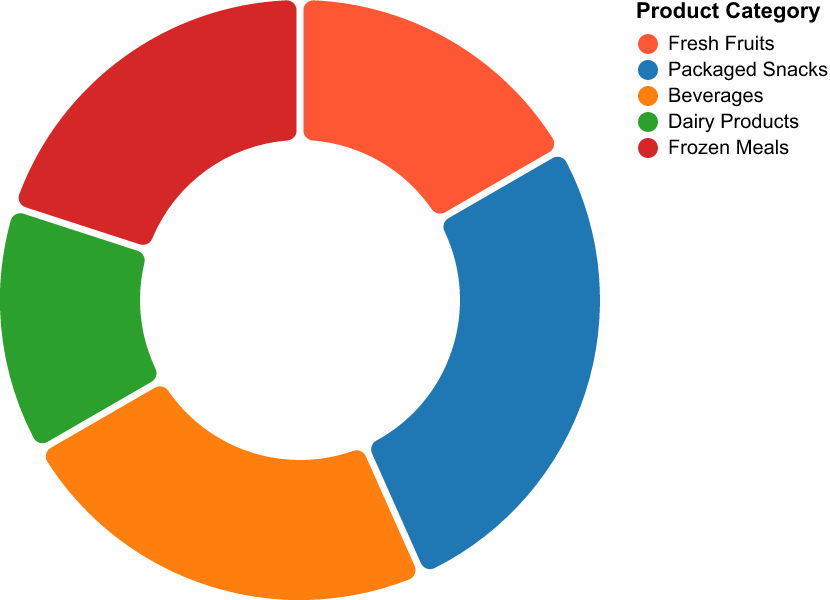 Product Category
Fresh Fruits
Packaged Snacks
Beverages
Dairy Products
Frozen Meals